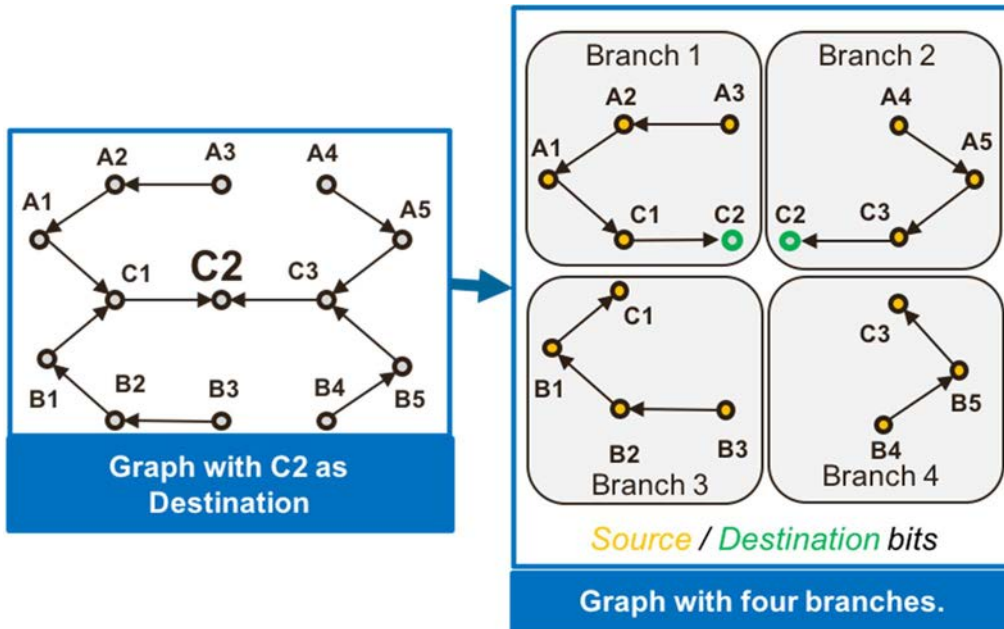 A2
A3
A4
A1
A5
C1
C2
C3
B1
B2
B3
B4
B5
Graph with C2 as
Destination
Branch 1
A2
A3
A1
C1
C2
Branch 2
A4
A5
C2
C3
C1
B1
B2
B3
Branch 3
C3
B5
B4
Branch 4
Source / Destination bits
Graph with four branches.